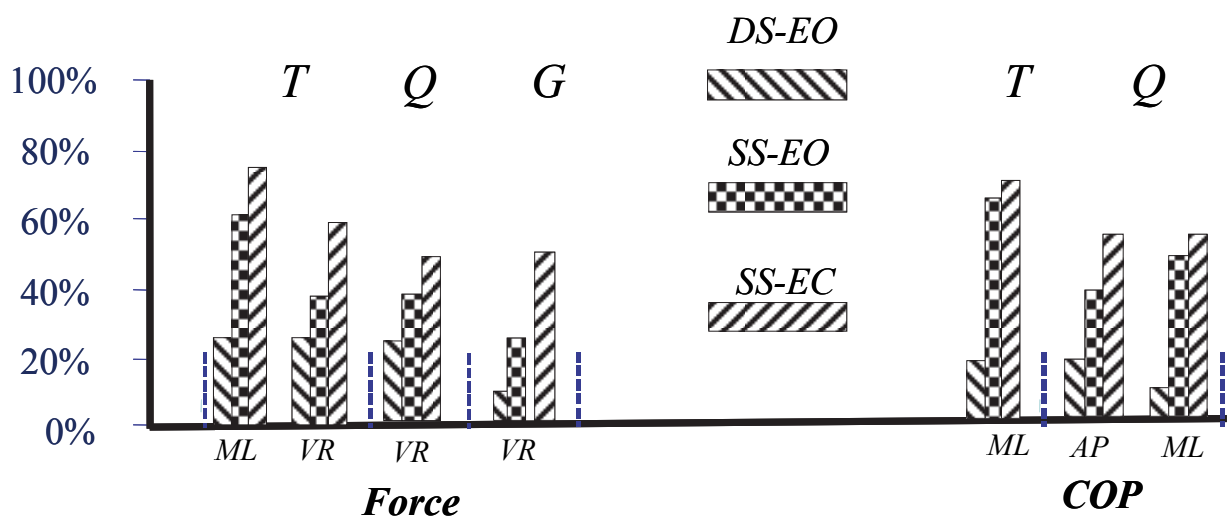 DS-EO
100% T Q G T Q
80% SS-EO
60%
40% SS-EC
20%
0%
ML VR VR VR ML AP ML
Force COP